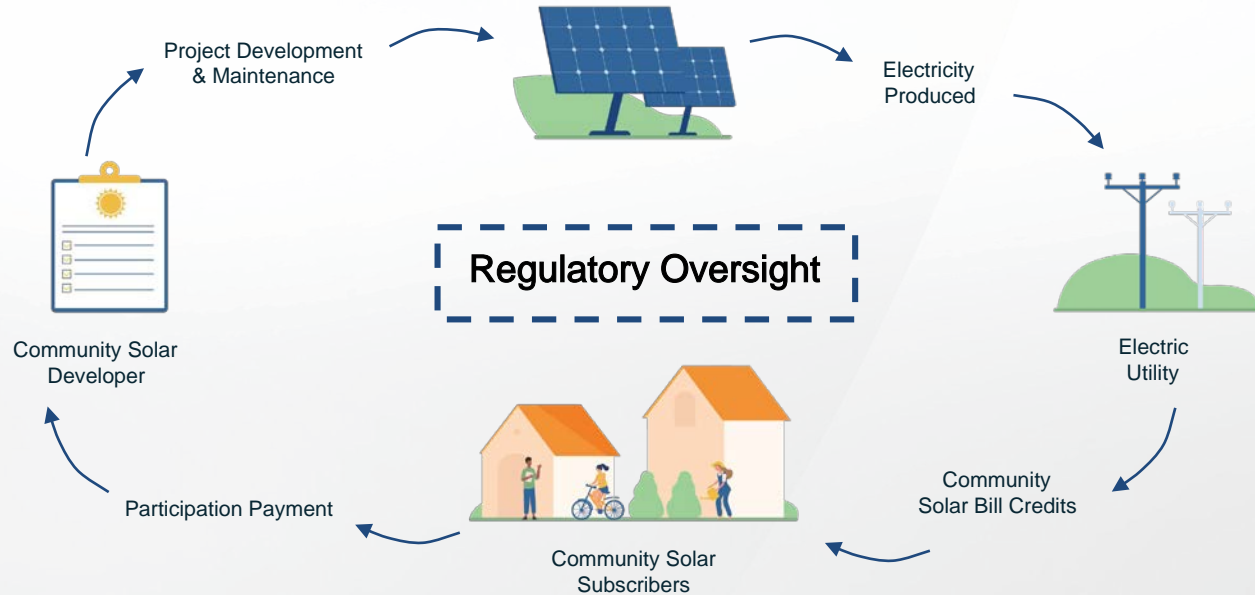 Project Development
& Maintenance
Electricity
Produced
Regulatory Oversight
Community Solar
Developer
Electric
Utility
Participation Payment
Community
Solar Bill Credits
Community Solar
Subscribers